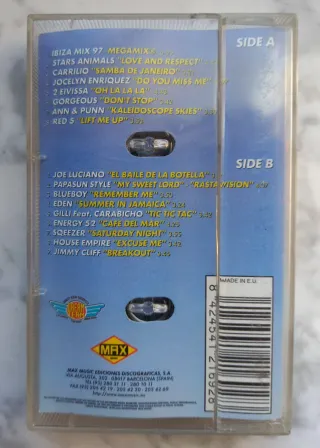 SIDE A
IBIZA MIX 97 "MEGAMIX"
STARS ANIMALS "LOVE AND RESPECT"
CARRILIO "SAMBA DE JANEIRO"
JOCELYN ENRIQUEZ "DO YOU MISS ME"
2 EIVISSA "OH LA LA LA"
GORGEOUS "DON'T STOP"
ANN & PUNN "KALEIDOSCOPE SKIES"
RED 5 "LIFT ME UP"
SIDE B
JOE LUCIANO "EL BAILE DE LA BOTELLA"
PAPASUN STYLE "MY SWEET LORD" - "RASTA VISION"
BLUEBOY "REMEMBER ME"
EDEN "SUMMER IN JAMAICA"
GILLI Feat. CARABICHO "TIC TIC TAC"
ENERGY 52 "CAFE DEL MAR"
SQEEZER "SATURDAY NIGHT"
HOUSE EMPIRE "EXCUSE ME"
JIMMY CLIFF "BREAKOUT"
MADE IN E.U.
MAX
MUSIC
MAX MUSIC EDICIONES DISCOGRAFICAS, S.A.
08017 BARCELONA (SPAIN)